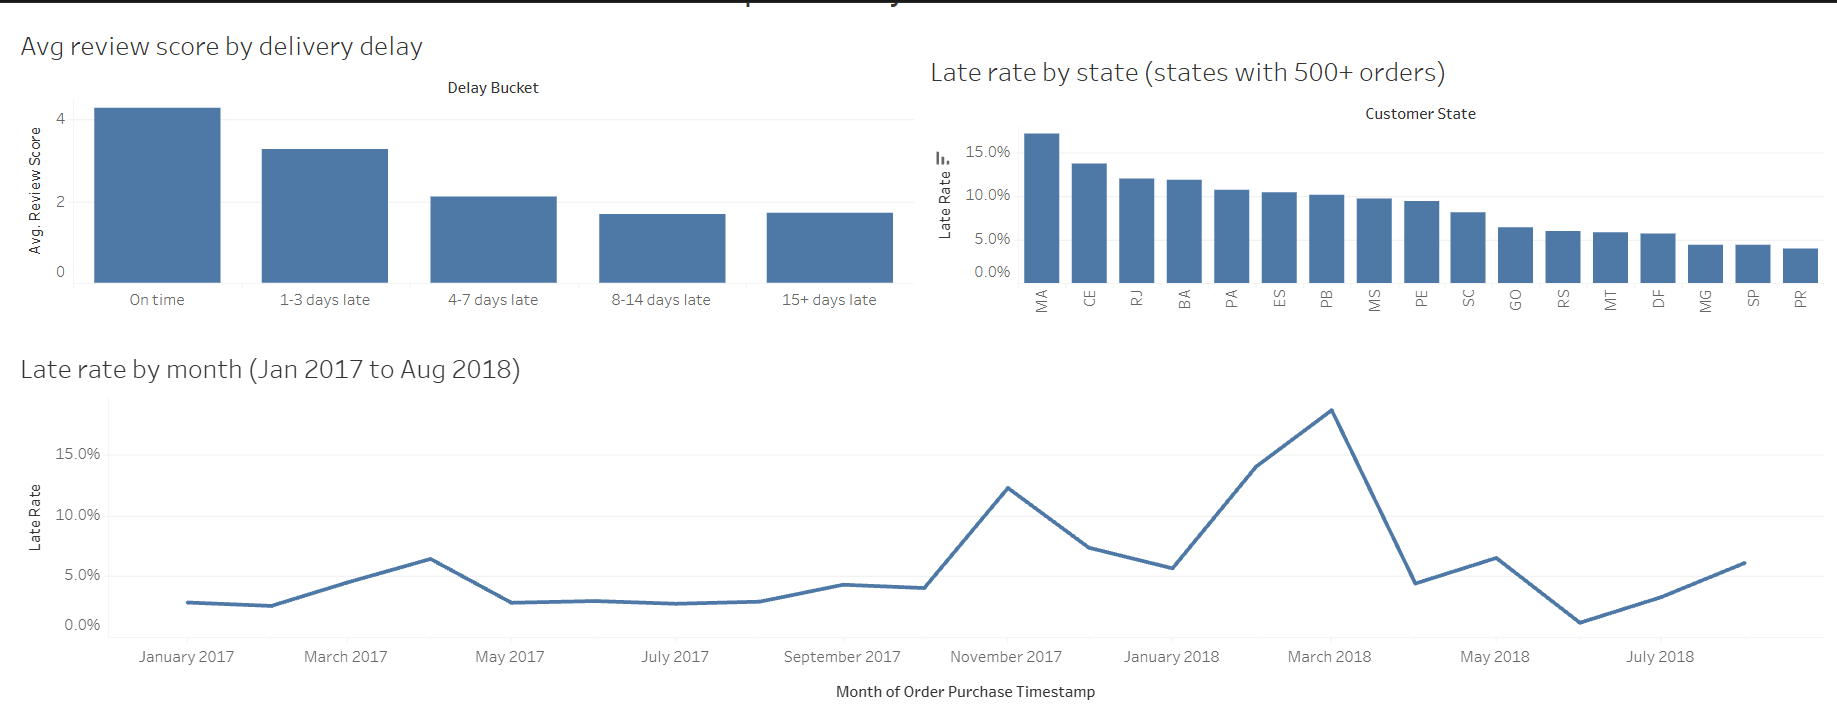 Avg review score by delivery delay
Delay Bucket
Avg. Review Score
4
2
0
On time
1-3 days late
4-7 days late
8-14 days late
15+ days late
Late rate by state (states with 500+ orders)
Customer State
Late Rate
15.0%
10.0%
5.0%
0.0%
MA
CE
RJ
BA
PA
ES
PB
MS
PE
SC
GO
RS
MT
DF
MG
SP
PR
Late rate by month (Jan 2017 to Aug 2018)
Late Rate
15.0%
10.0%
5.0%
0.0%
January 2017
March 2017
May 2017
July 2017
September 2017
November 2017
January 2018
March 2018
May 2018
July 2018
Month of Order Purchase Timestamp